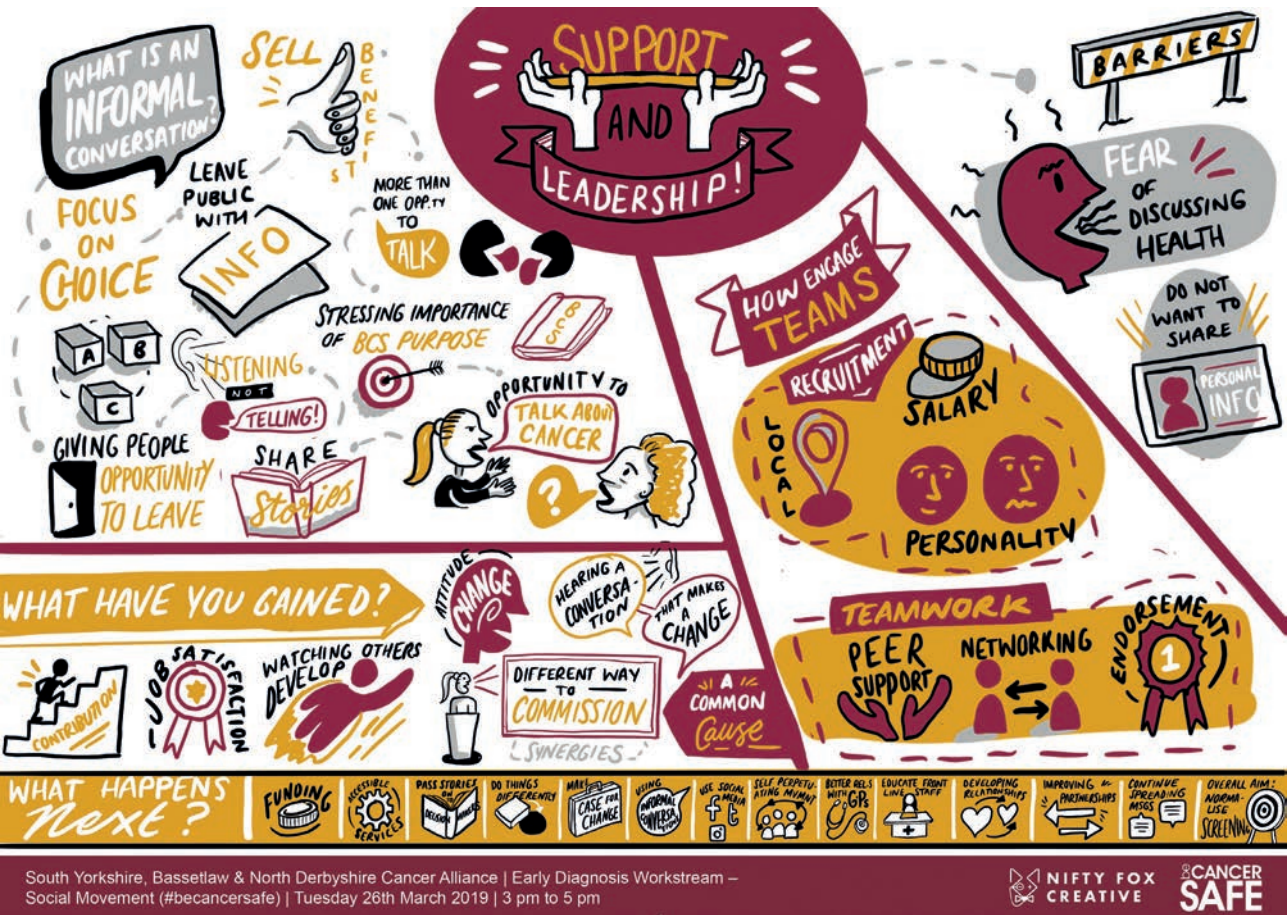 WHAT IS AN
INFORMAL
CONVERSATION?
SELL
BENEFITS
FOCUS
ON
CHOICE
LEAVE
PUBLIC
WITH
INFO
MORE THAN
ONE OPP.TY
TO
TALK
A
B
C
LISTENING
NOT
TELLING!
STRESSING IMPORTANCE
OF BCS PURPOSE
BCS
GIVING PEOPLE
OPPORTUNITY
TO LEAVE
SHARE
Stories
OPPORTUNITY TO
TALK ABOUT
CANCER
?
SUPPORT
AND
LEADERSHIP!
HOW ENGAGE
TEAMS
RECRUITMENT
LOCAL
SALARY
PERSONALITY
TEAMWORK
PEER
SUPPORT
NETWORKING
ENDORSEMENT
1
BARRIERS
FEAR
OF
DISCUSSING
HEALTH
DO NOT
WANT TO
SHARE
PERSONAL
INFO
WHAT HAVE YOU GAINED?
CONTRIBUTION
JOB SATISFACTION
WATCHING OTHERS
DEVELOP
ATTITUDE
CHANGE
HEARING A
CONVERSA-
TION
THAT MAKES
A
CHANGE
DIFFERENT WAY
TO
COMMISSION
SYNERGIES
A
COMMON
Cause
WHAT HAPPENS
Next?
FUNDING
ACCESSIBLE
SERVICES
PASS STORIES
ON
DECISION MAKERS
DO THINGS
DIFFERENTLY
MAKE
CASE FOR
CHANGE
USING
INFORMAL
CONVERSATION
USE SOCIAL
MEDIA
SELF PERPETU-
ATING MVMNT
BETTER RELS
WITH GPs
EDUCATE FRONT
LINE STAFF
DEVELOPING
RELATIONSHIPS
IMPROVING
PARTNERSHIPS
CONTINUE
SPREADING
MSGS
OVERALL AIM:
NORMA-
LISE
SCREENING
South Yorkshire, Bassetlaw & North Derbyshire Cancer Alliance | Early Diagnosis Workstream –
Social Movement (#becancersafe) | Tuesday 26th March 2019 | 3 pm to 5 pm
NIFTY FOX
CREATIVE
BE CANCER
SAFE